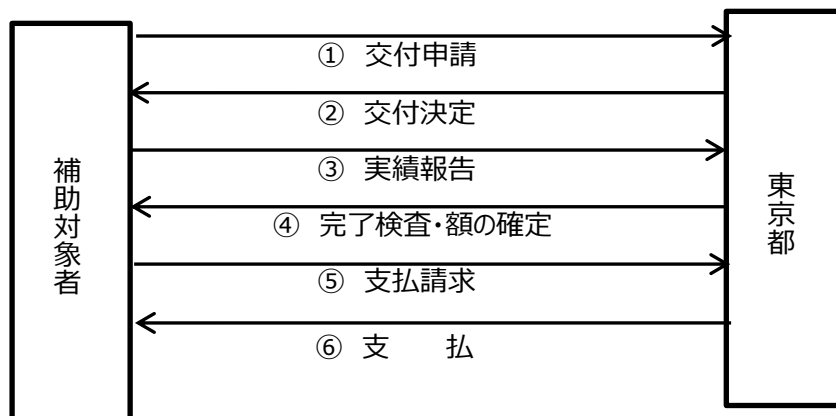 ① 交付申請
② 交付決定
③ 実績報告
④ 完了検査・額の確定
⑤ 支払請求
⑥ 支　　払
補助対象者
東京都